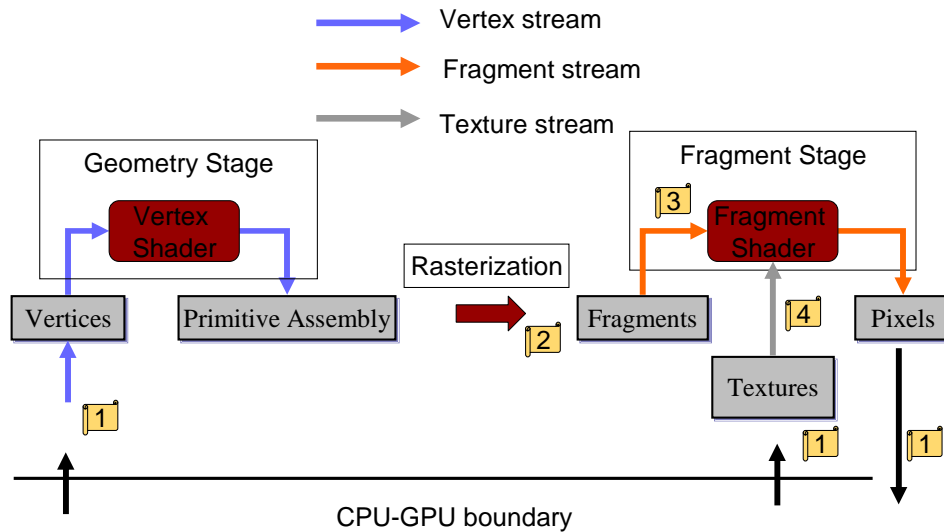 Vertex stream
Fragment stream
Texture stream
Geometry Stage
Vertex
Shader
Vertices
Primitive Assembly
1
Rasterization
2
Fragment Stage
3
Fragment
Shader
Fragments
4
Pixels
Textures
1
1
CPU-GPU boundary